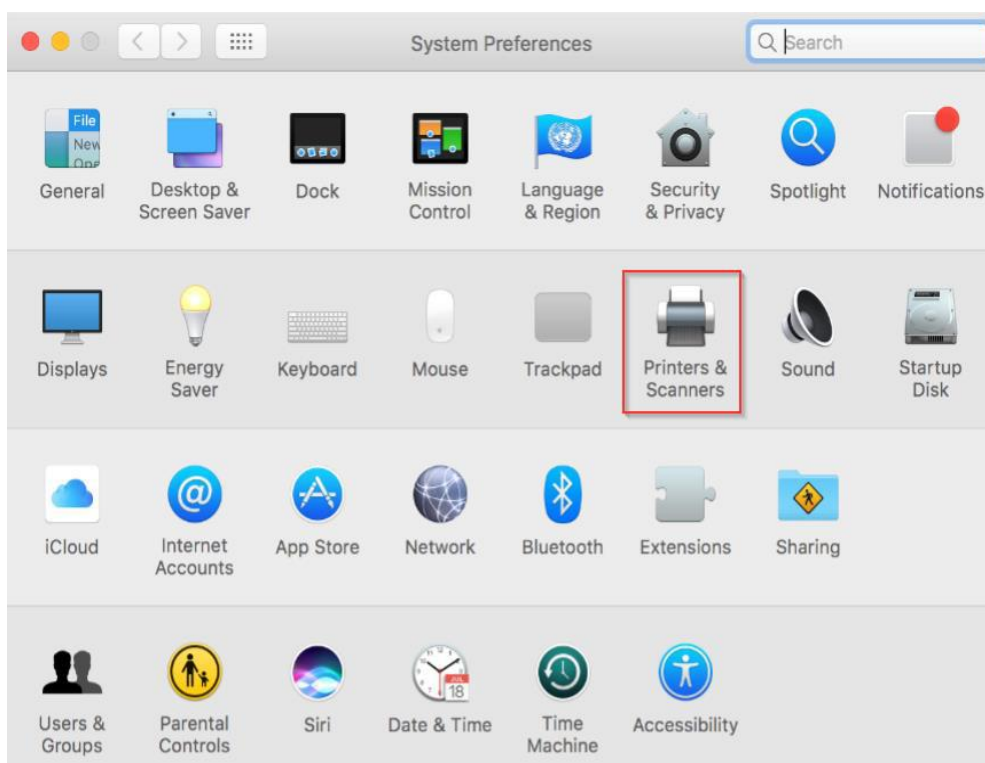 System Preferences
Search
File
New
Ope
General
Desktop &
Screen Saver
Dock
Mission
Control
Language
& Region
Security
& Privacy
Spotlight
Notifications
Displays
Energy
Saver
Keyboard
Mouse
Trackpad
Printers &
Scanners
Sound
Startup
Disk
iCloud
@
Internet
Accounts
App Store
Network
Bluetooth
Extensions
Sharing
Users &
Groups
Parental
Controls
Siri
JUL
18
Date & Time
Time
Machine
Accessibility